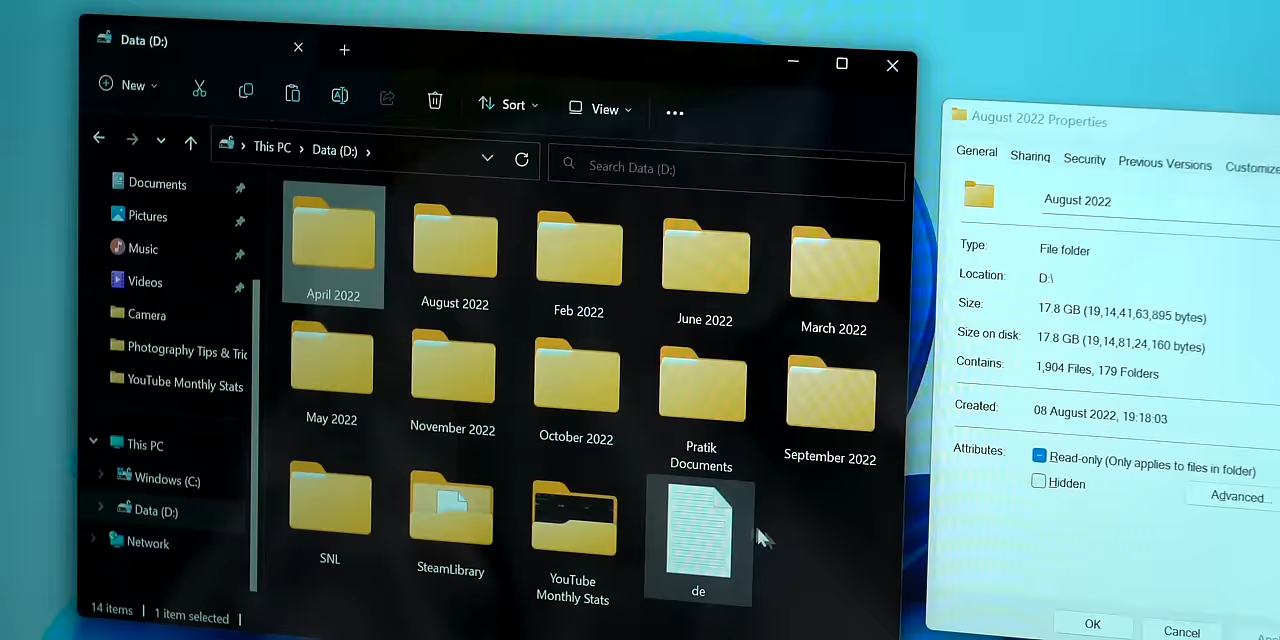 Data (D:)
New
Sort
View
This PC
Data (D:)
Search Data (D:)
Documents
Pictures
Music
Videos
Camera
Photography Tips & Tric
YouTube Monthly Stats
This PC
Windows (C:)
Data (D:)
Network
April 2022
August 2022
Feb 2022
June 2022
March 2022
May 2022
November 2022
October 2022
Pratik
Documents
September 2022
SNL
SteamLibrary
YouTube
Monthly Stats
de
14 items
1 item selected
August 2022 Properties
General Sharing Security Previous Versions Customize
August 2022
Type: File folder
Location: D:\
Size: 17.8 GB (19,14,41,63,895 bytes)
Size on disk: 17.8 GB (19,14,81,24,160 bytes)
Contains: 1,904 Files, 179 Folders
Created: 08 August 2022, 19:18:03
Attributes: Read-only (Only applies to files in folder)
Hidden
Advanced...
OK
Cancel